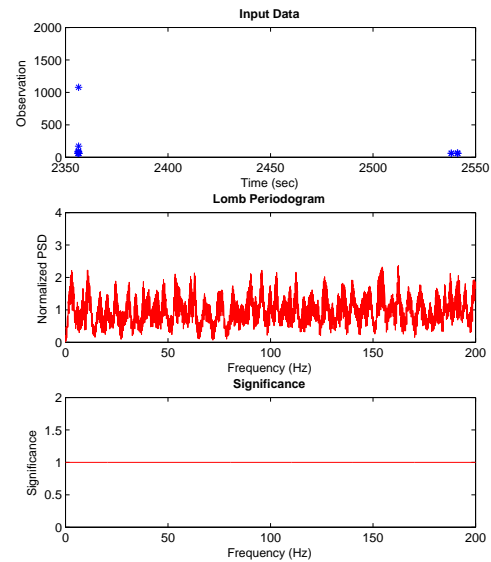 Input Data
2000
1500
1000
500
0
Observation
2350 2400 2450 2500 2550
Time (sec)
Lomb Periodogram
4
3
2
1
0
Normalized PSD
0 50 100 150 200
Frequency (Hz)
Significance
2
1.5
1
0.5
0
Significance
0 50 100 150 200
Frequency (Hz)